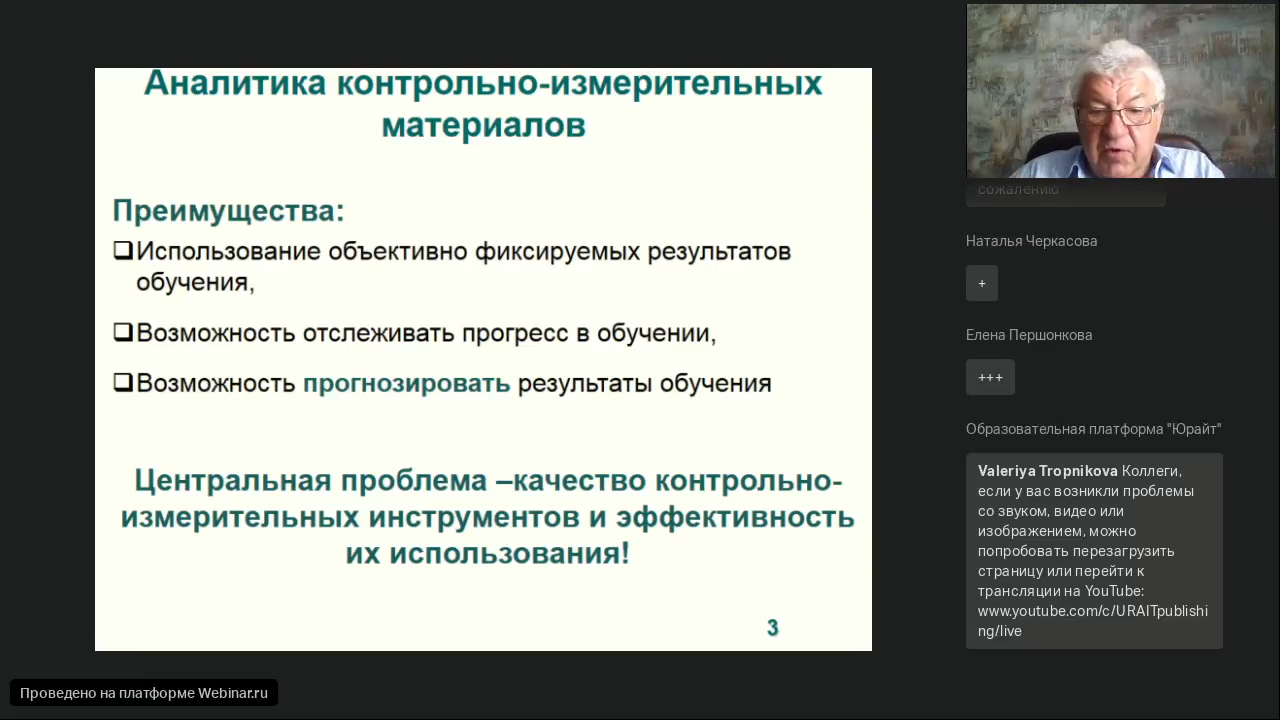 Аналитика контрольно-измерительных
материалов
Преимущества:
Использование объективно фиксируемых результатов
обучения,
Возможность отслеживать прогресс в обучении,
Возможность прогнозировать результаты обучения
Центральная проблема –качество контрольно-
измерительных инструментов и эффективность
их использования!
3
сожалению
Наталья Черкасова
+
Елена Першонкова
+++
Образовательная платформа "Юрайт"
Valeriya Tropnikova Коллеги,
если у вас возникли проблемы
со звуком, видео или
изображением, можно
попробовать перезагрузить
страницу или перейти к
трансляции на YouTube:
www.youtube.com/c/URAITpublishi
ng/live
Проведено на платформе Webinar.ru